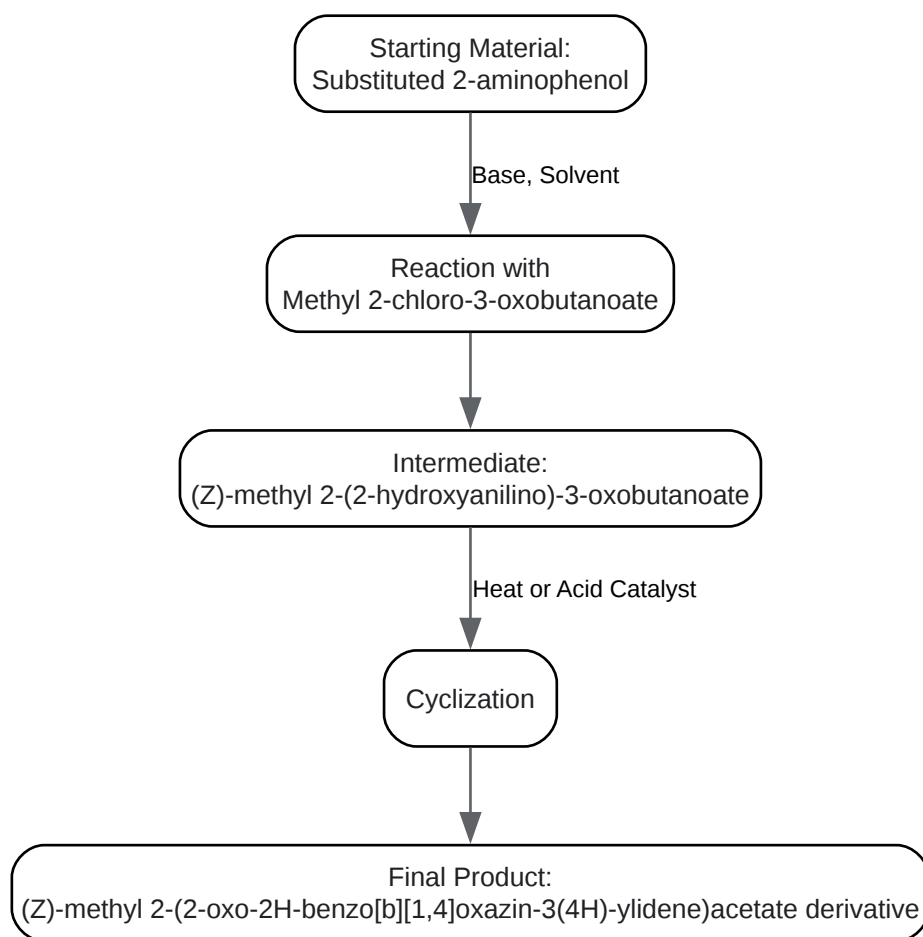 Starting Material:
Substituted 2-aminophenol
Base, Solvent
Reaction with
Methyl 2-chloro-3-oxobutanoate
Intermediate:
(Z)-methyl 2-(2-hydroxyanilino)-3-oxobutanoate
Heat or Acid Catalyst
Cyclization
Final Product:
(Z)-methyl 2-(2-oxo-2H-benzo[b][1,4]oxazin-3(4H)-ylidene)acetate derivative